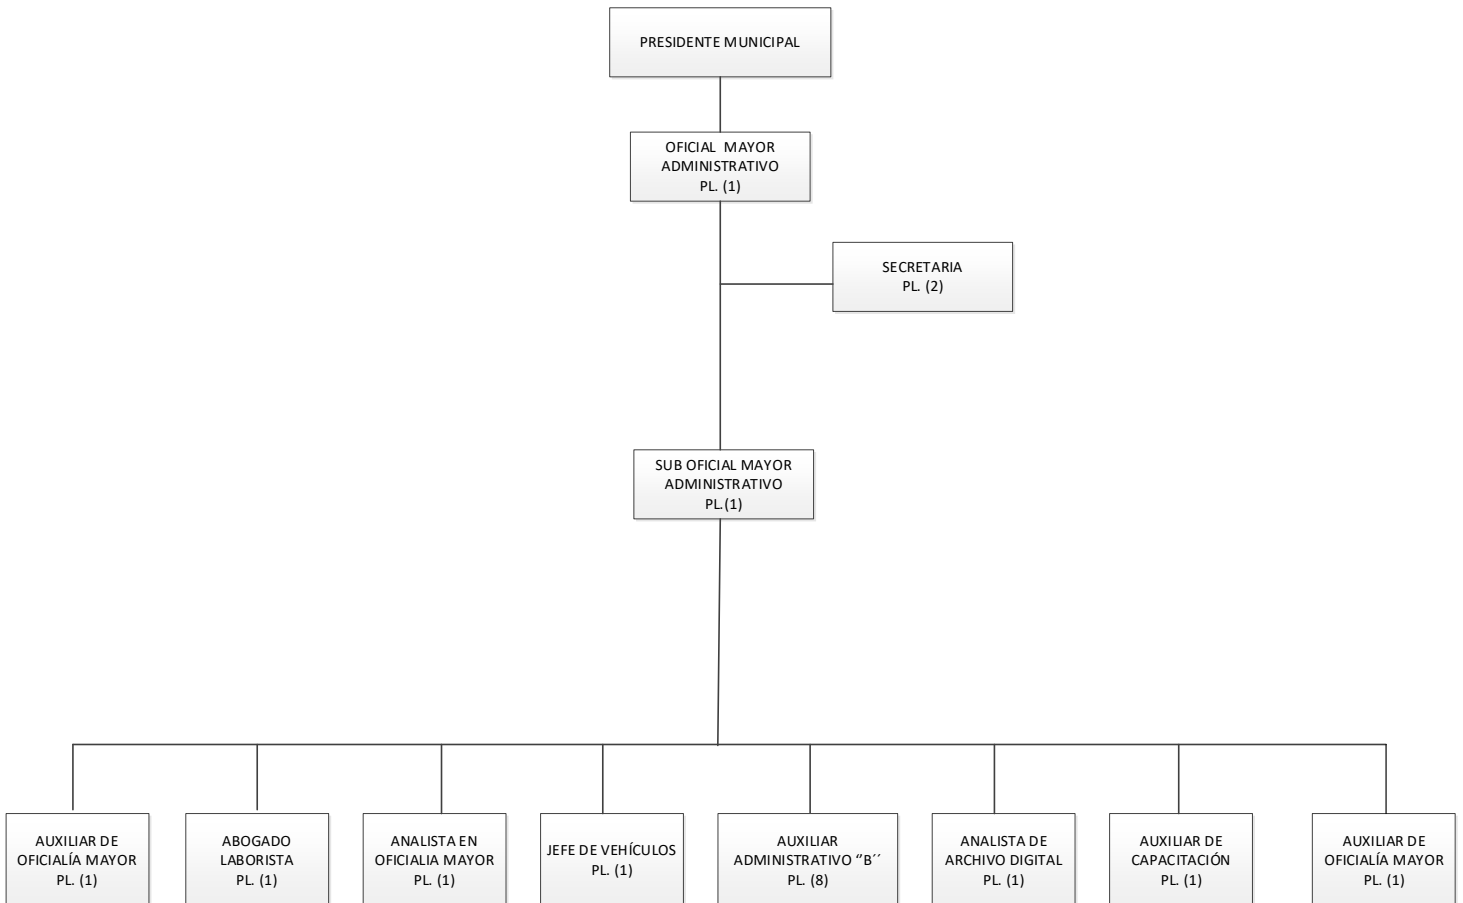 PRESIDENTE MUNICIPAL
OFICIAL MAYOR
ADMINISTRATIVO
PL. (1)
SECRETARIA
PL. (2)
SUB OFICIAL MAYOR
ADMINISTRATIVO
PL.(1)
AUXILIAR DE
OFICIALÍA MAYOR
PL. (1)
ABOGADO
LABORISTA
PL. (1)
ANALISTA EN
OFICIALIA MAYOR
PL. (1)
JEFE DE VEHÍCULOS
PL. (1)
AUXILIAR
ADMINISTRATIVO “B´´
PL. (8)
ANALISTA DE
ARCHIVO DIGITAL
PL. (1)
AUXILIAR DE
CAPACITACIÓN
PL. (1)
AUXILIAR DE
OFICIALÍA MAYOR
PL. (1)